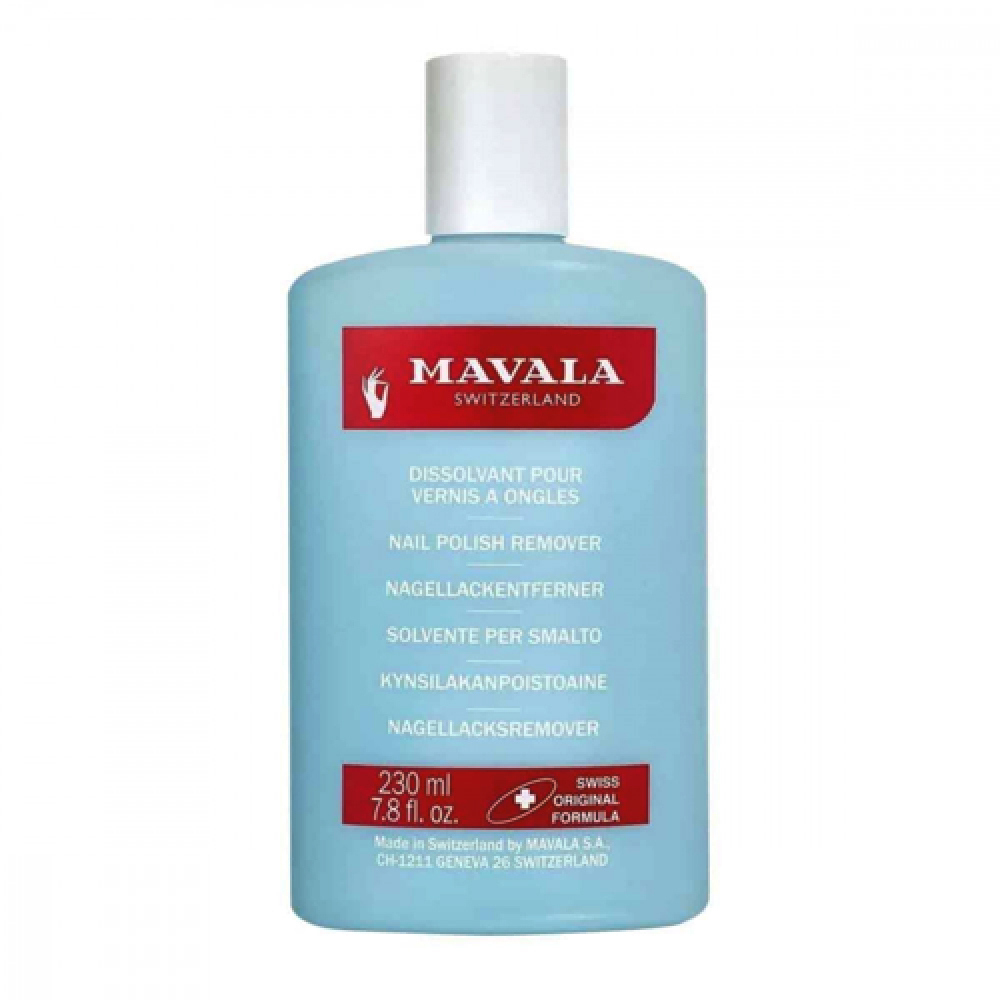 MAVALA
SWITZERLAND
DISSOLVANT POUR
VERNIS A ONGLES
NAIL POLISH REMOVER
NAGELLACKENTFERNER
SOLVENTE PER SMALTO
KYNSILAKANPOISTOAINE
NAGELLACKSREMOVER
230 ml
7.8 fl. oz.
SWISS
ORIGINAL
FORMULA
Made in Switzerland by MAVALA S.A.,
CH-1211 GENEVA 26 SWITZERLAND